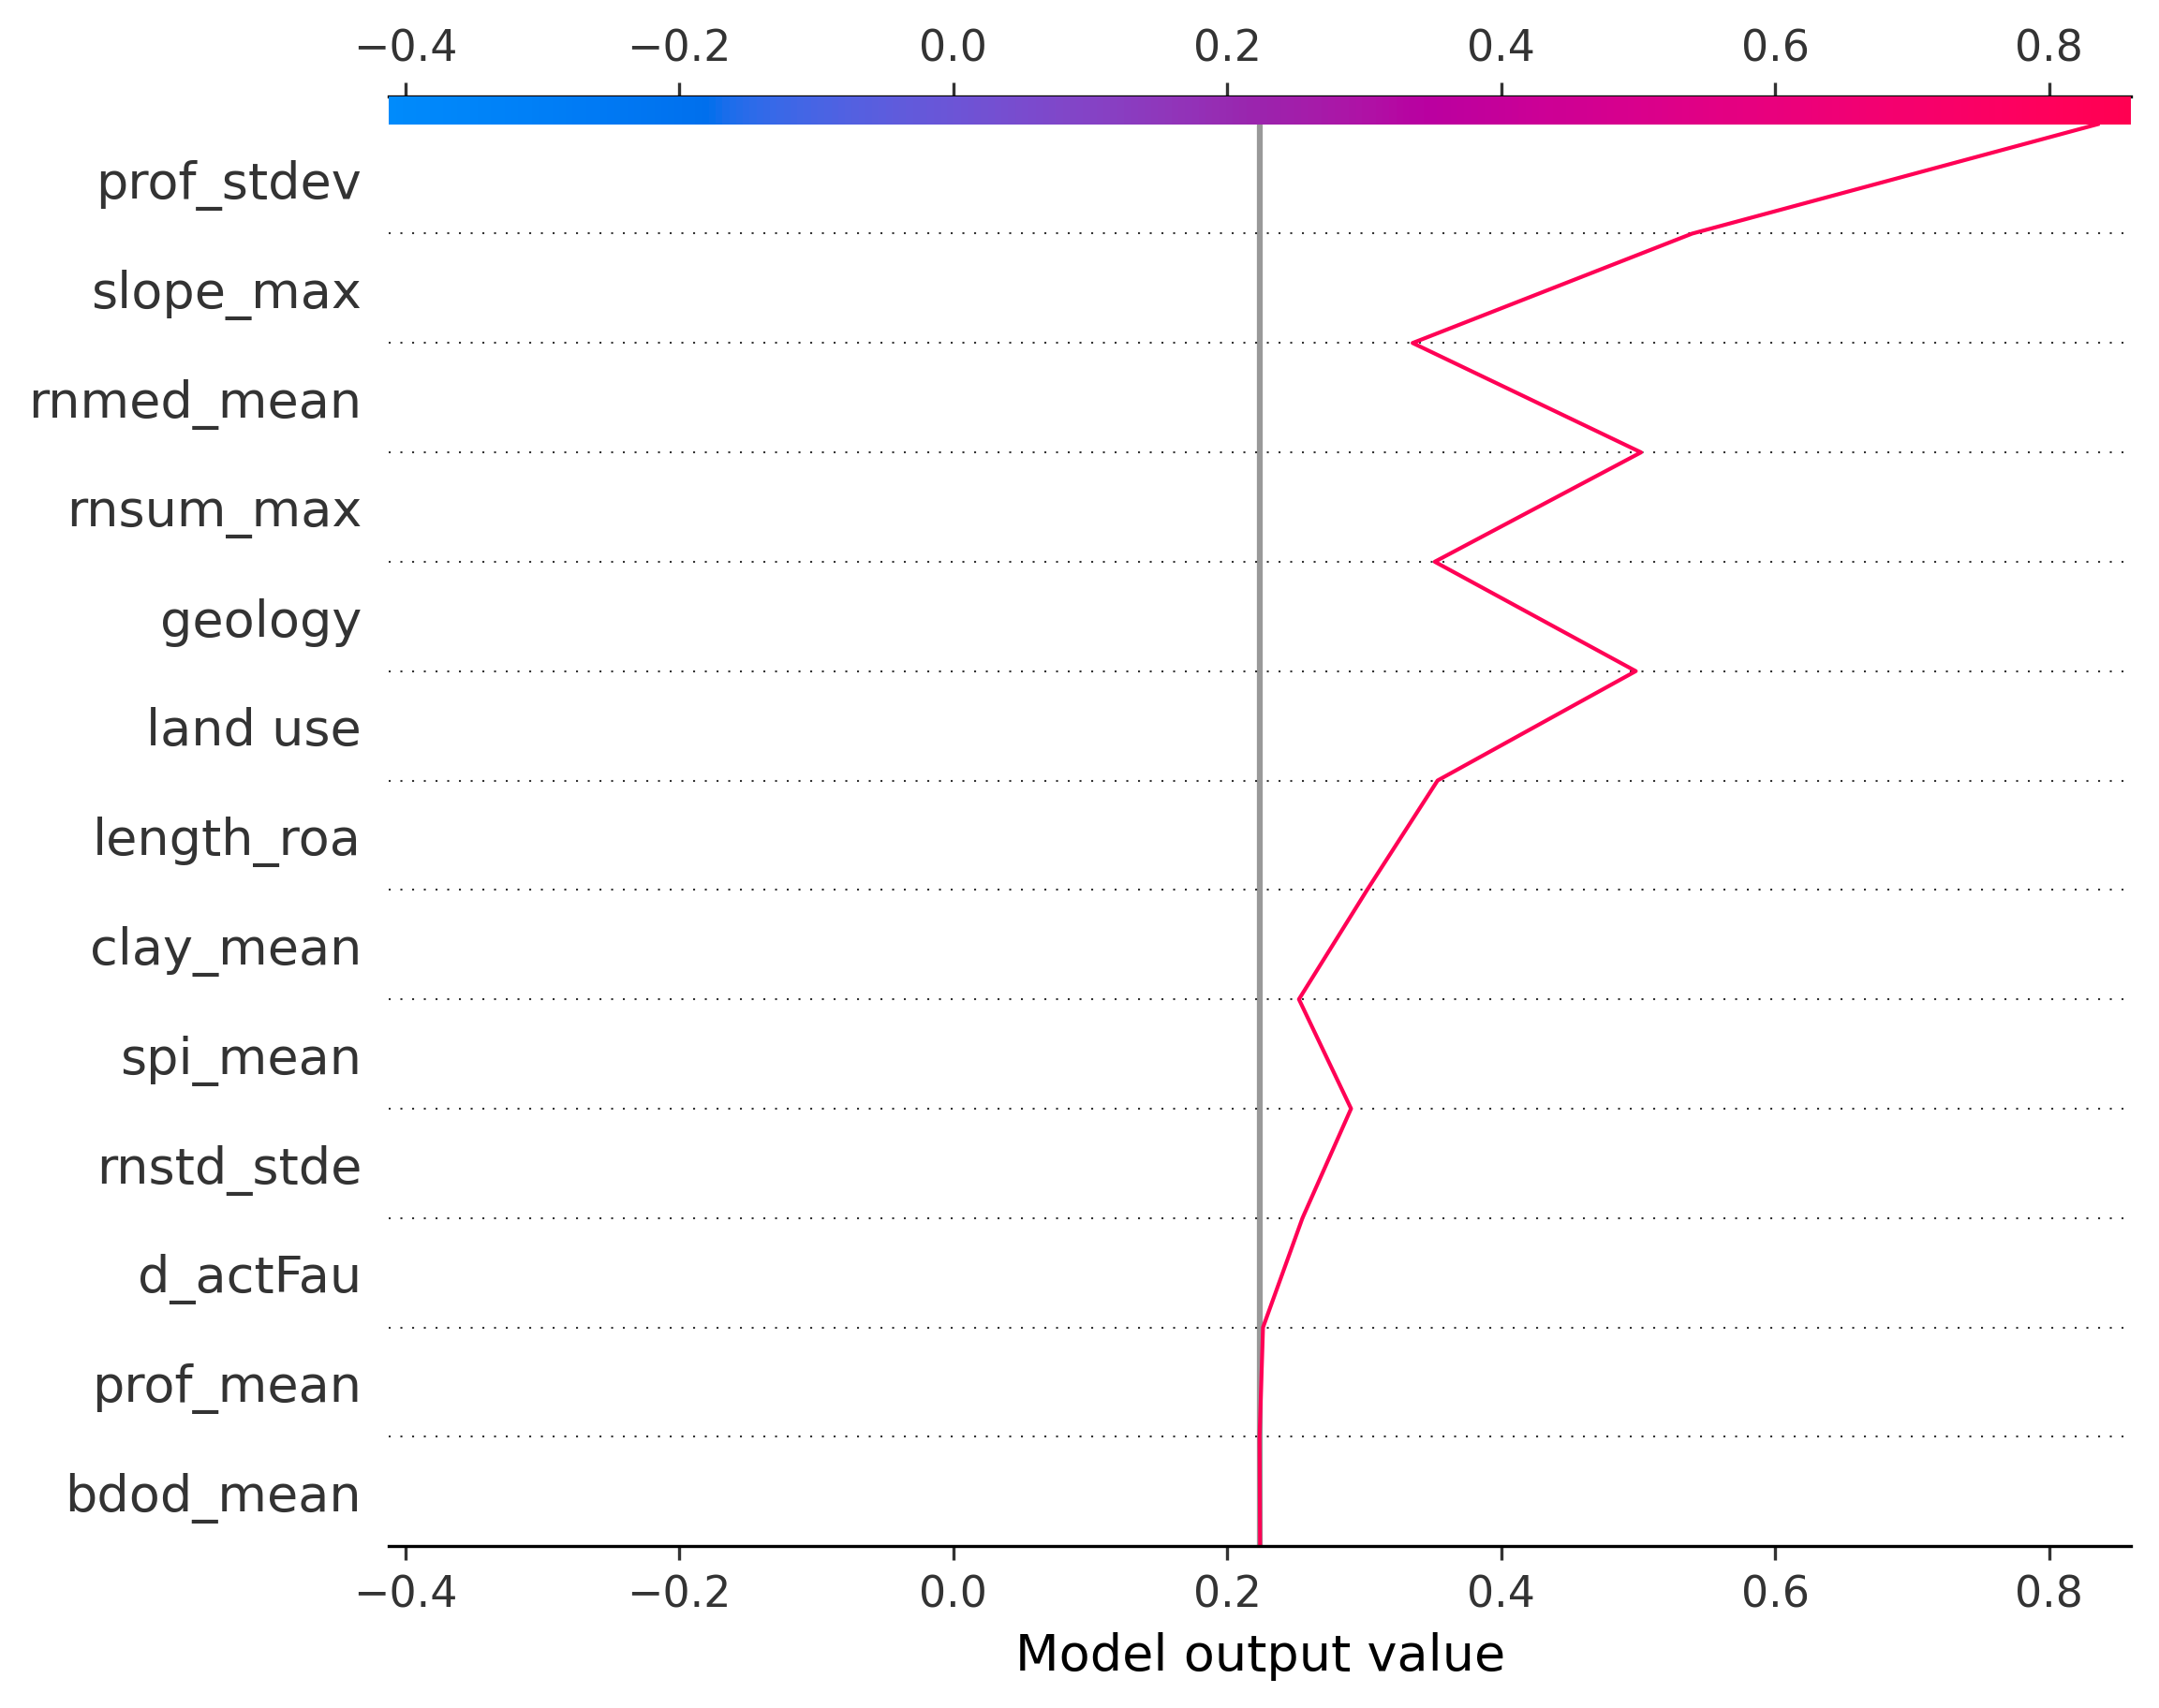 −0.4 −0.2 0.0 0.2 0.4 0.6 0.8
prof_stdev
slope_max
rnmed_mean
rnsum_max
geology
land use
length_roa
clay_mean
spi_mean
rnstd_stde
d_actFau
prof_mean
bdod_mean
−0.4 −0.2 0.0 0.2 0.4 0.6 0.8
Model output value